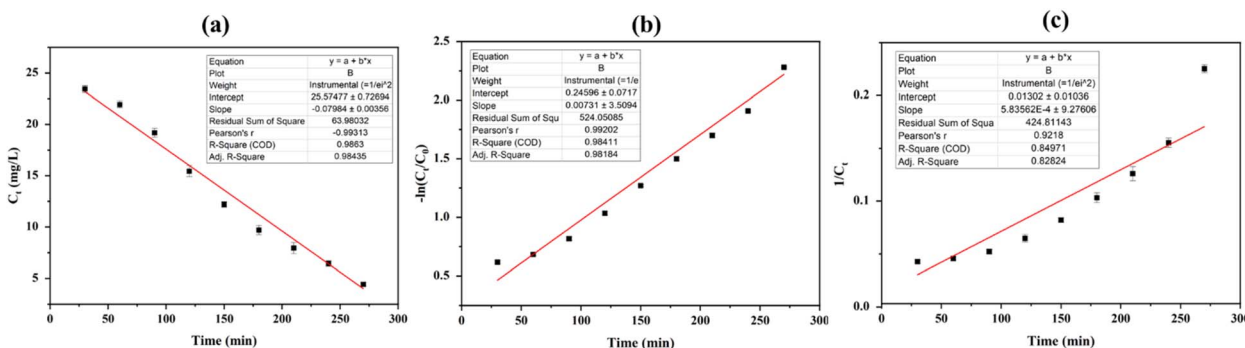 (a)
Equation y = a + b*x
Plot B
Weight Instrumental (=1/ei^2
Intercept 25.57477 ± 0.72694
Slope -0.07984 ± 0.00356
Residual Sum of Square 63.98032
Pearson's r -0.99313
R-Square (COD) 0.9863
Adj. R-Square 0.98435
25
20
15
10
5
Cₜ (mg/L)
0 50 100 150 200 250 300
Time (min)
(b)
Equation y = a + b*x
Plot B
Weight Instrumental (=1/e
Intercept 0.24596 ± 0.0717
Slope 0.00731 ± 3.5094
Residual Sum of Squa 524.05085
Pearson's r 0.99202
R-Square (COD) 0.98411
Adj. R-Square 0.98184
2.5
2.0
1.5
1.0
0.5
-ln(Cₜ/C₀)
0 50 100 150 200 250 300
Time (min)
(c)
Equation y = a + b*x
Plot B
Weight Instrumental (=1/ei^2)
Intercept 0.01302 ± 0.01036
Slope 5.83562E-4 ± 9.27606
Residual Sum of Squa 424.81143
Pearson's r 0.9218
R-Square (COD) 0.84971
Adj. R-Square 0.82824
0.2
0.1
0.0
1/Cₜ
0 50 100 150 200 250 300
Time (min)